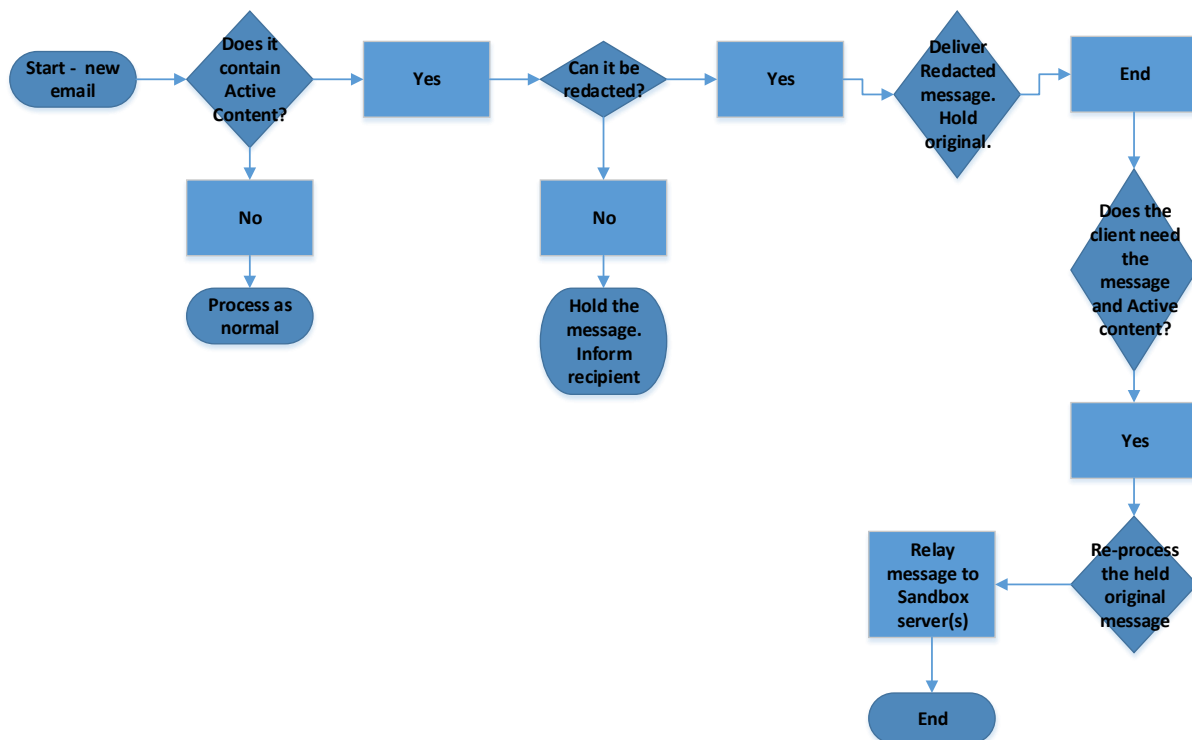 Start -  new
email
Does it
contain
Active
Content?
Yes
Can it be
redacted?
Yes
Deliver
Redacted
message.
Hold
original.
End
No
Process as
normal
No
Hold the
message.
Inform
recipient
Does the
client need
the
message
and Active
content?
Yes
Re-process
the held
original
message
Relay
message to
Sandbox
server(s)
End